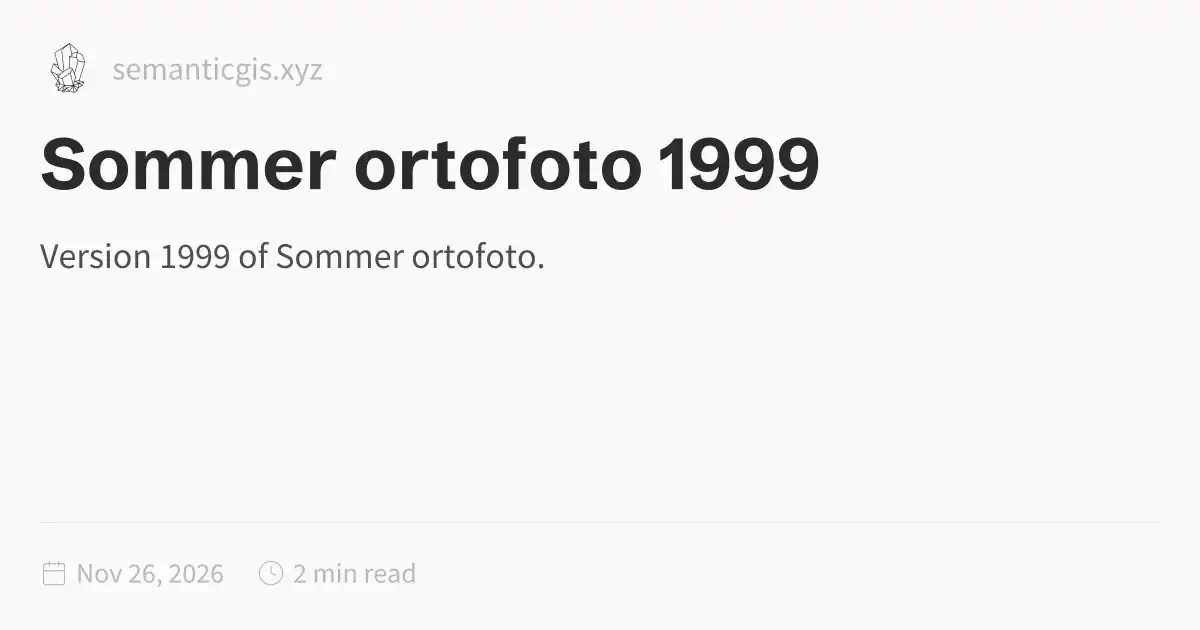 semanticgis.xyz
Sommer ortofoto 1999
Version 1999 of Sommer ortofoto.
Nov 26, 2026 2 min read